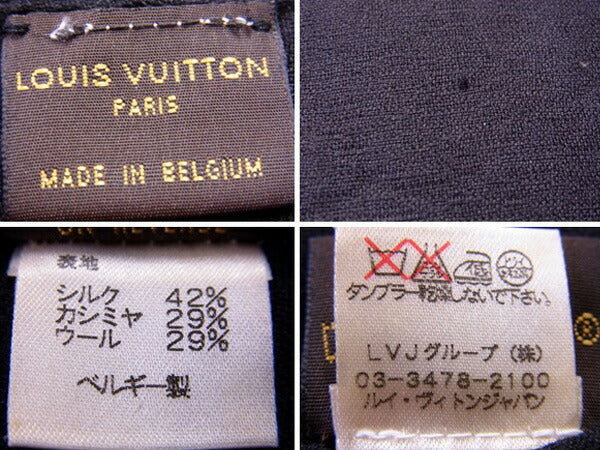 LOUIS VUITTON
PARIS
MADE IN BELGIUM
ON REVERSE
表地
シルク 42%
カシミヤ 29%
ウール 29%
ベルギー製
タンブラー乾燥しないで下さい。
LVJグループ(株)
03-3478-2100
ルイ・ヴィトンジャパン
®